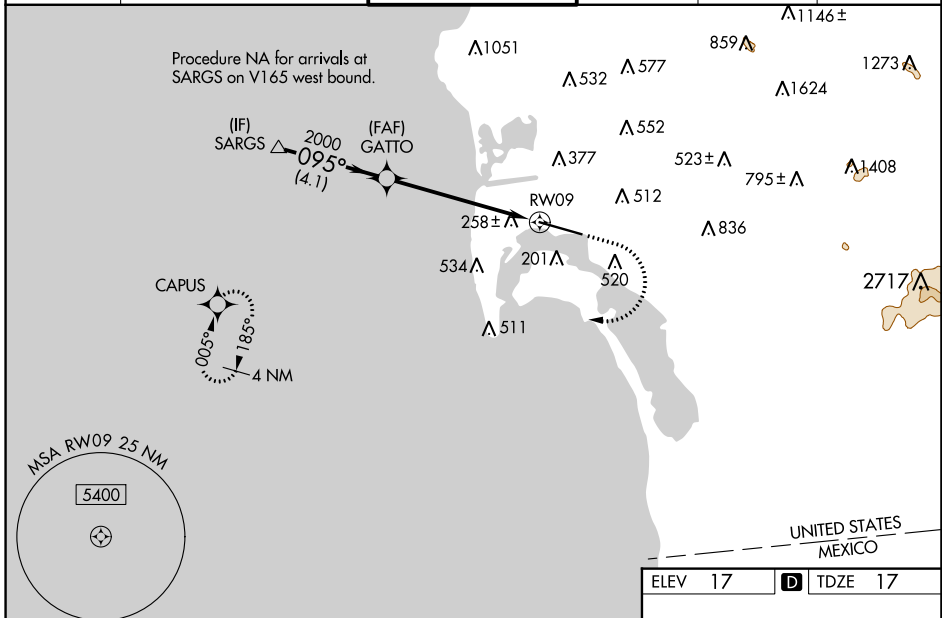 1146±
Procedure NA for arrivals at
SARGS on V165 west bound.
1051
859
1273
532
577
1624
(IF)
SARGS
2000
095°
(4.1)
(FAF)
GATTO
552
377
523±
795±
1408
512
RW09
258±
836
534
201
520
2717
CAPUS
005°
185°
4 NM
511
MSA RW09 25 NM
5400
UNITED STATES
MEXICO
ELEV 17 D TDZE 17